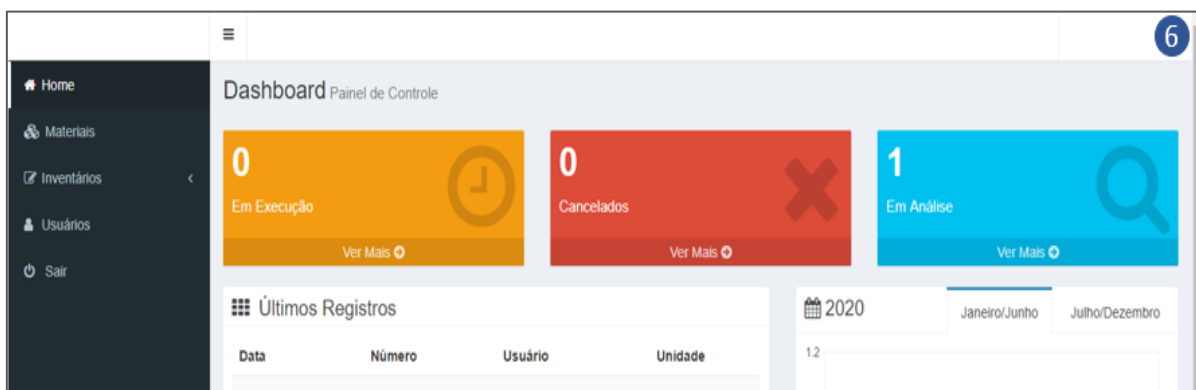 6
Home
Dashboard Painel de Controle
Materiais
Inventários
Usuários
Sair
0
Em Execução
Ver Mais
0
Cancelados
Ver Mais
1
Em Análise
Ver Mais
Últimos Registros
Data Número Usuário Unidade
2020 Janeiro/Junho Julho/Dezembro
1.2